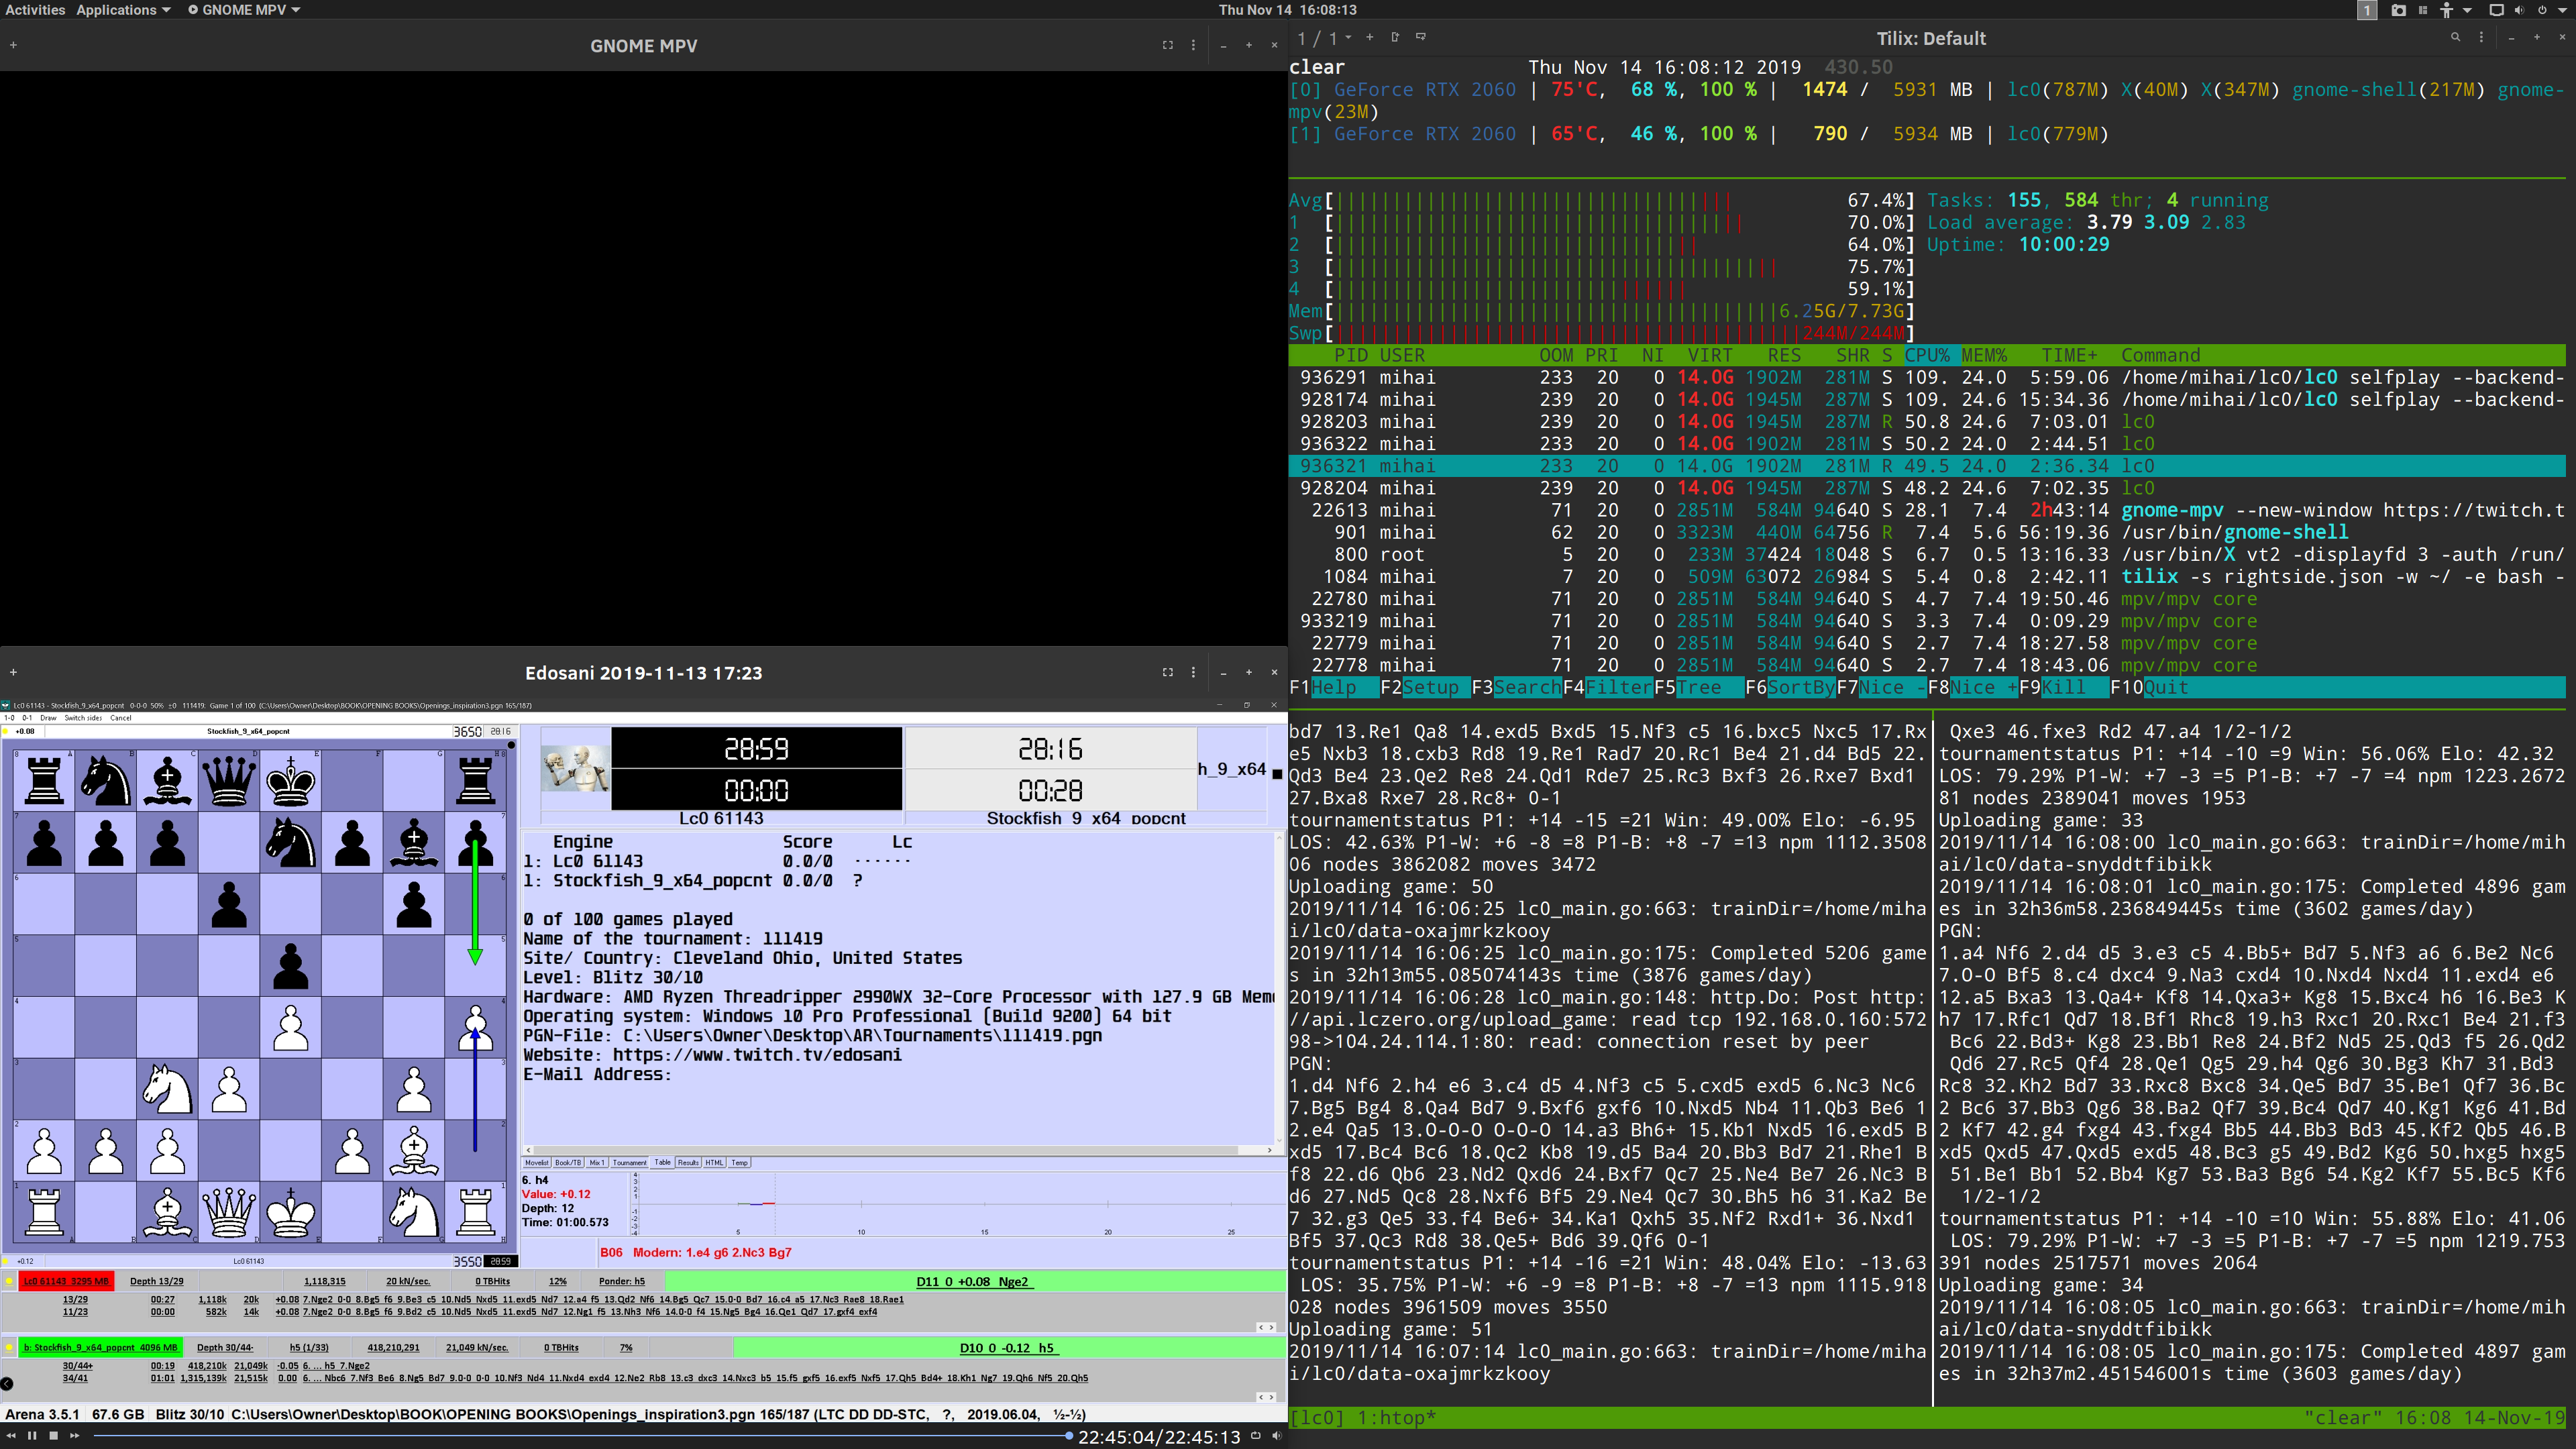 Activities Applications GNOME MPV Thu Nov 14 16:08:13 1
GNOME MPV
1 / 1 Tilix: Default
clear Thu Nov 14 16:08:12 2019 430.50
[0] GeForce RTX 2060 | 75'C, 68 %, 100 % | 1474 / 5931 MB | lc0(787M) X(40M) X(347M) gnome-shell(217M) gnome-
mpv(23M)
[1] GeForce RTX 2060 | 65'C, 46 %, 100 % | 790 / 5934 MB | lc0(779M)
Avg[ 67.4%] Tasks: 155, 584 thr; 4 running
1 [ 70.0%] Load average: 3.79 3.09 2.83
2 [ 64.0%] Uptime: 10:00:29
3 [ 75.7%]
4 [ 59.1%]
Mem[ 6.25G/7.73G]
Swp[ 244M/244M]
PID USER OOM PRI NI VIRT RES SHR S CPU% MEM% TIME+ Command
936291 mihai 233 20 0 14.0G 1902M 281M S 109. 24.0 5:59.06 /home/mihai/lc0/lc0 selfplay --backend-
928174 mihai 239 20 0 14.0G 1945M 287M S 109. 24.6 15:34.36 /home/mihai/lc0/lc0 selfplay --backend-
928203 mihai 239 20 0 14.0G 1945M 287M R 50.8 24.6 7:03.01 lc0
936322 mihai 233 20 0 14.0G 1902M 281M S 50.2 24.0 2:44.51 lc0
936321 mihai 233 20 0 14.0G 1902M 281M R 49.5 24.0 2:36.34 lc0
928204 mihai 239 20 0 14.0G 1945M 287M S 48.2 24.6 7:02.35 lc0
22613 mihai 71 20 0 2851M 584M 94640 S 28.1 7.4 2h43:14 gnome-mpv --new-window https://twitch.t
901 mihai 62 20 0 3323M 440M 64756 R 7.4 5.6 56:19.36 /usr/bin/gnome-shell
800 root 5 20 0 233M 37424 18048 S 6.7 0.5 13:16.33 /usr/bin/X vt2 -displayfd 3 -auth /run/
1084 mihai 7 20 0 509M 63072 26984 S 5.4 0.8 2:42.11 tilix -s rightside.json -w ~/ -e bash -
22780 mihai 71 20 0 2851M 584M 94640 S 4.7 7.4 19:50.46 mpv/mpv core
933219 mihai 71 20 0 2851M 584M 94640 S 3.3 7.4 0:09.29 mpv/mpv core
22779 mihai 71 20 0 2851M 584M 94640 S 2.7 7.4 18:27.58 mpv/mpv core
22778 mihai 71 20 0 2851M 584M 94640 S 2.7 7.4 18:43.06 mpv/mpv core
F1Help F2Setup F3SearchF4FilterF5Tree F6SortByF7Nice -F8Nice +F9Kill F10Quit
Edosani 2019-11-13 17:23
Lc0 61143 - Stockfish_9_x64_popcnt 0-0-0 50% ±0 111419: Game 1 of 100 (C:\Users\Owner\Desktop\BOOK\OPENING BOOKS\Openings_inspiration3.pgn 165/187)
1-0 0-1 Draw Switch sides Cancel
+0.08 Stockfish_9_x64_popcnt 3650 28:16
28:59 28:16 h_9_x64
00:00 00:28
Lc0 61143 Stockfish_9_x64_popcnt
Engine Score Lc
1: Lc0 61143 0.0/0 ······
1: Stockfish_9_x64_popcnt 0.0/0 ?
0 of 100 games played
Name of the tournament: 111419
Site/ Country: Cleveland Ohio, United States
Level: Blitz 30/10
Hardware: AMD Ryzen Threadripper 2990WX 32-Core Processor with 127.9 GB Mem
Operating system: Windows 10 Pro Professional (Build 9200) 64 bit
PGN-File: C:\Users\Owner\Desktop\AR\Tournaments\111419.pgn
Website: https://www.twitch.tv/edosani
E-Mail Address:
Movelist Book/TB Mix 1 Tournament Table Results HTML Temp
6. h4
Value: +0.12
Depth: 12
Time: 01:00.573
5 10 15 20 25
B06 Modern: 1.e4 g6 2.Nc3 Bg7
+0.12 Lc0 61143 3550 28:59
Lc0 61143 3295 MB Depth 13/29 1,118,315 20 kN/sec. 0 TBHits 12% Ponder: h5 D11 0 +0.08 Nge2
13/29 00:27 1,118k 20k +0.08 7.Nge2 0-0 8.Bg5 f6 9.Be3 c5 10.Nd5 Nxd5 11.exd5 Nd7 12.a4 f5 13.Qd2 Nf6 14.Bg5 Qc7 15.0-0 Bd7 16.c4 a5 17.Nc3 Rae8 18.Rae1
11/23 00:00 582k 14k +0.08 7.Nge2 0-0 8.Bg5 f6 9.Bd2 c5 10.Nd5 Nxd5 11.exd5 Nd7 12.Ng1 f5 13.Nh3 Nf6 14.0-0 f4 15.Ng5 Bg4 16.Qe1 Qd7 17.gxf4 exf4
b: Stockfish_9_x64_popcnt 4096 MB Depth 30/44- h5 (1/33) 418,210,291 21,049 kN/sec. 0 TBHits 7% D10 0 -0.12 h5
30/44+ 00:19 418,210k 21,049k -0.05 6. ... h5 7.Nge2
34/41 01:01 1,315,139k 21,515k 0.00 6. ... Nbc6 7.Nf3 Be6 8.Ng5 Bd7 9.0-0 0-0 10.Nf3 Nd4 11.Nxd4 exd4 12.Ne2 Rb8 13.c3 dxc3 14.Nxc3 b5 15.f5 gxf5 16.exf5 Nxf5 17.Qh5 Bd4+ 18.Kh1 Ng7 19.Qh6 Nf5 20.Qh5
Arena 3.5.1 67.6 GB Blitz 30/10 C:\Users\Owner\Desktop\BOOK\OPENING BOOKS\Openings_inspiration3.pgn 165/187 (LTC DD DD-STC, ?, 2019.06.04, ½-½)
22:45:04/22:45:13
bd7 13.Re1 Qa8 14.exd5 Bxd5 15.Nf3 c5 16.bxc5 Nxc5 17.Rx
e5 Nxb3 18.cxb3 Rd8 19.Re1 Rad7 20.Rc1 Be4 21.d4 Bd5 22.
Qd3 Be4 23.Qe2 Re8 24.Qd1 Rde7 25.Rc3 Bxf3 26.Rxe7 Bxd1
27.Bxa8 Rxe7 28.Rc8+ 0-1
tournamentstatus P1: +14 -15 =21 Win: 49.00% Elo: -6.95
LOS: 42.63% P1-W: +6 -8 =8 P1-B: +8 -7 =13 npm 1112.3508
06 nodes 3862082 moves 3472
Uploading game: 50
2019/11/14 16:06:25 lc0_main.go:663: trainDir=/home/miha
i/lc0/data-oxajmrkzkooy
2019/11/14 16:06:25 lc0_main.go:175: Completed 5206 game
s in 32h13m55.085074143s time (3876 games/day)
2019/11/14 16:06:28 lc0_main.go:148: http.Do: Post http:
//api.lczero.org/upload_game: read tcp 192.168.0.160:572
98->104.24.114.1:80: read: connection reset by peer
PGN:
1.d4 Nf6 2.h4 e6 3.c4 d5 4.Nf3 c5 5.cxd5 exd5 6.Nc3 Nc6
7.Bg5 Bg4 8.Qa4 Bd7 9.Bxf6 gxf6 10.Nxd5 Nb4 11.Qb3 Be6 1
2.e4 Qa5 13.O-O-O O-O-O 14.a3 Bh6+ 15.Kb1 Nxd5 16.exd5 B
xd5 17.Bc4 Bc6 18.Qc2 Kb8 19.d5 Ba4 20.Bb3 Bd7 21.Rhe1 B
f8 22.d6 Qb6 23.Nd2 Qxd6 24.Bxf7 Qc7 25.Ne4 Be7 26.Nc3 B
d6 27.Nd5 Qc8 28.Nxf6 Bf5 29.Ne4 Qc7 30.Bh5 h6 31.Ka2 Be
7 32.g3 Qe5 33.f4 Be6+ 34.Ka1 Qxh5 35.Nf2 Rxd1+ 36.Nxd1
Bf5 37.Qc3 Rd8 38.Qe5+ Bd6 39.Qf6 0-1
tournamentstatus P1: +14 -16 =21 Win: 48.04% Elo: -13.63
LOS: 35.75% P1-W: +6 -9 =8 P1-B: +8 -7 =13 npm 1115.918
028 nodes 3961509 moves 3550
Uploading game: 51
2019/11/14 16:07:14 lc0_main.go:663: trainDir=/home/miha
i/lc0/data-oxajmrkzkooy
Qxe3 46.fxe3 Rd2 47.a4 1/2-1/2
tournamentstatus P1: +14 -10 =9 Win: 56.06% Elo: 42.32
LOS: 79.29% P1-W: +7 -3 =5 P1-B: +7 -7 =4 npm 1223.2672
81 nodes 2389041 moves 1953
Uploading game: 33
2019/11/14 16:08:00 lc0_main.go:663: trainDir=/home/mih
ai/lc0/data-snyddtfibikk
2019/11/14 16:08:01 lc0_main.go:175: Completed 4896 gam
es in 32h36m58.236849445s time (3602 games/day)
PGN:
1.a4 Nf6 2.d4 d5 3.e3 c5 4.Bb5+ Bd7 5.Nf3 a6 6.Be2 Nc6
7.O-O Bf5 8.c4 dxc4 9.Na3 cxd4 10.Nxd4 Nxd4 11.exd4 e6
12.a5 Bxa3 13.Qa4+ Kf8 14.Qxa3+ Kg8 15.Bxc4 h6 16.Be3 K
h7 17.Rfc1 Qd7 18.Bf1 Rhc8 19.h3 Rxc1 20.Rxc1 Be4 21.f3
Bc6 22.Bd3+ Kg8 23.Bb1 Re8 24.Bf2 Nd5 25.Qd3 f5 26.Qd2
Qd6 27.Rc5 Qf4 28.Qe1 Qg5 29.h4 Qg6 30.Bg3 Kh7 31.Bd3
Rc8 32.Kh2 Bd7 33.Rxc8 Bxc8 34.Qe5 Bd7 35.Be1 Qf7 36.Bc
2 Bc6 37.Bb3 Qg6 38.Ba2 Qf7 39.Bc4 Qd7 40.Kg1 Kg6 41.Bd
2 Kf7 42.g4 fxg4 43.fxg4 Bb5 44.Bb3 Bd3 45.Kf2 Qb5 46.B
xd5 Qxd5 47.Qxd5 exd5 48.Bc3 g5 49.Bd2 Kg6 50.hxg5 hxg5
51.Be1 Bb1 52.Bb4 Kg7 53.Ba3 Bg6 54.Kg2 Kf7 55.Bc5 Kf6
1/2-1/2
tournamentstatus P1: +14 -10 =10 Win: 55.88% Elo: 41.06
LOS: 79.29% P1-W: +7 -3 =5 P1-B: +7 -7 =5 npm 1219.753
391 nodes 2517571 moves 2064
Uploading game: 34
2019/11/14 16:08:05 lc0_main.go:663: trainDir=/home/mih
ai/lc0/data-snyddtfibikk
2019/11/14 16:08:05 lc0_main.go:175: Completed 4897 gam
es in 32h37m2.451546001s time (3603 games/day)
[lc0] 1:htop* "clear" 16:08 14-Nov-19